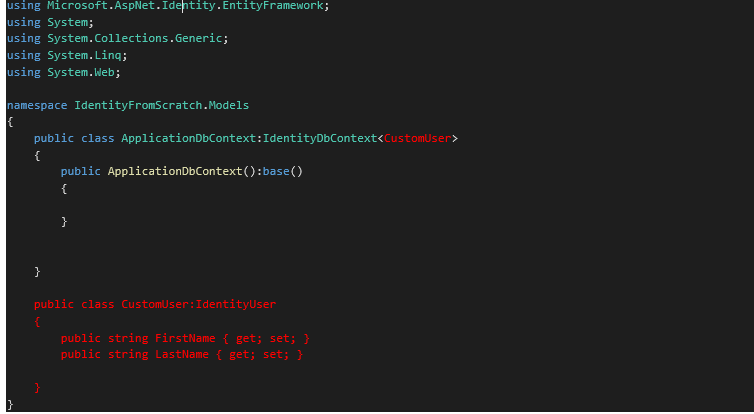 using Microsoft.AspNet.Identity.EntityFramework;
using System;
using System.Collections.Generic;
using System.Linq;
using System.Web;
namespace IdentityFromScratch.Models
{
public class ApplicationDbContext:IdentityDbContext<CustomUser>
{
public ApplicationDbContext():base()
{
}
}
public class CustomUser:IdentityUser
{
public string FirstName { get; set; }
public string LastName { get; set; }
}
}